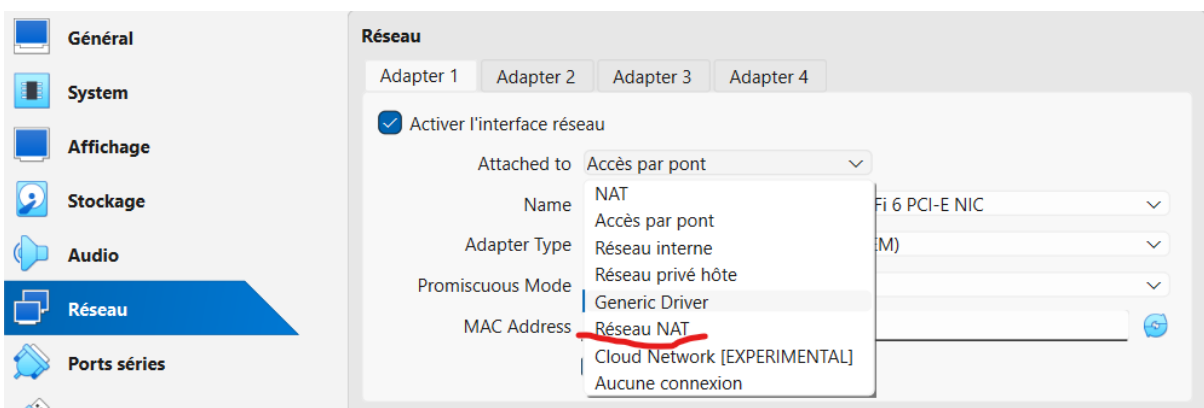 Général
System
Affichage
Stockage
Audio
Réseau
Ports séries
Réseau
Adapter 1 Adapter 2 Adapter 3 Adapter 4
Activer l'interface réseau
Attached to Accès par pont
NAT
Accès par pont
Réseau interne
Réseau privé hôte
Generic Driver
Réseau NAT
Cloud Network [EXPERIMENTAL]
Aucune connexion
Name Fi 6 PCI-E NIC
Adapter Type EM)
Promiscuous Mode
MAC Address